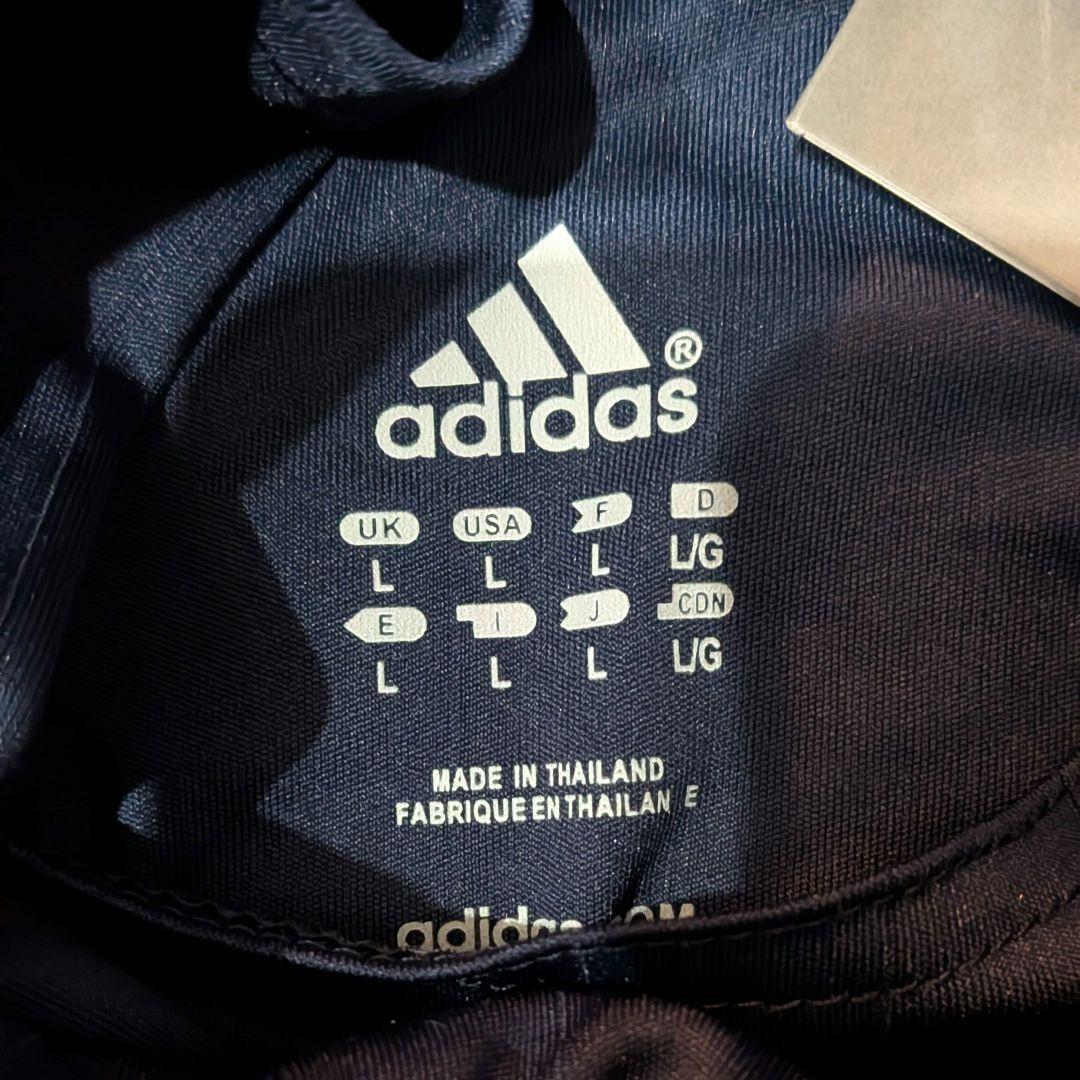 adidas®
UK USA F D
L L L L/G
E I J CDN
L L L L/G
MADE IN THAILAND
FABRIQUE EN THAILAN E